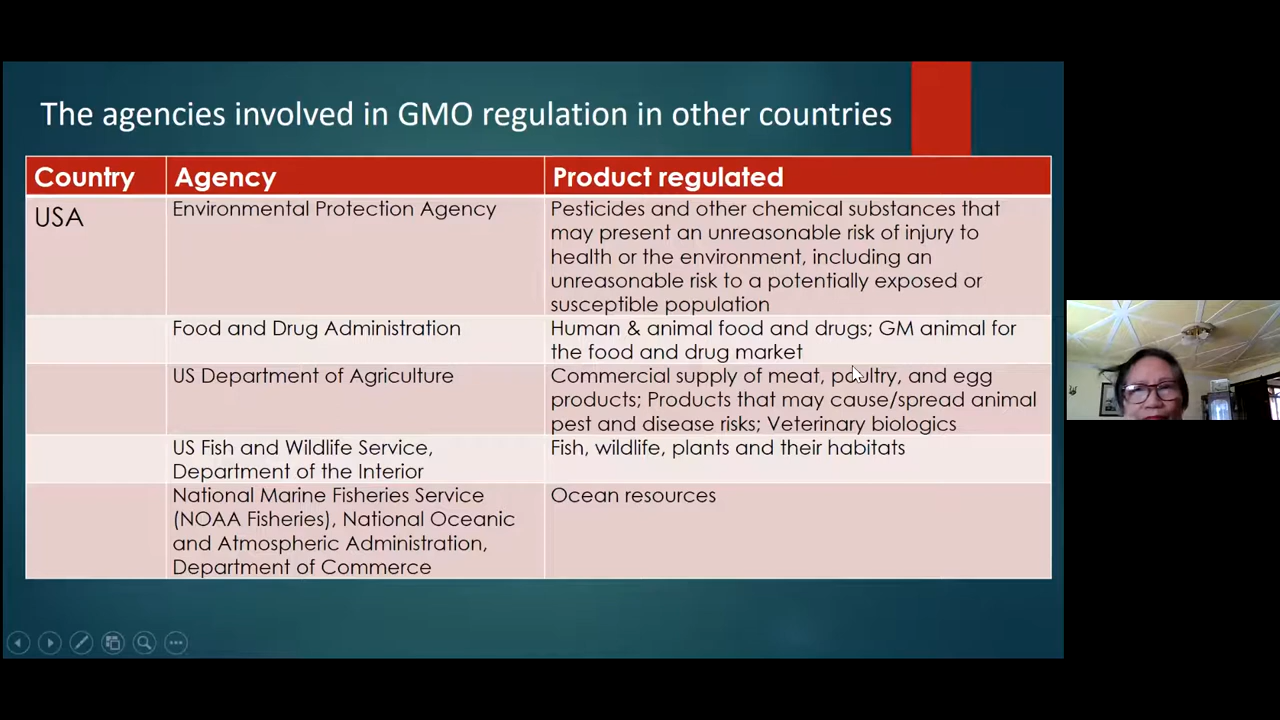 The agencies involved in GMO regulation in other countries
Country
Agency
Product regulated
USA
Environmental Protection Agency
Pesticides and other chemical substances that
may present an unreasonable risk of injury to
health or the environment, including an
unreasonable risk to a potentially exposed or
susceptible population
Food and Drug Administration
Human & animal food and drugs; GM animal for
the food and drug market
US Department of Agriculture
Commercial supply of meat, poultry, and egg
products; Products that may cause/spread animal
pest and disease risks; Veterinary biologics
US Fish and Wildlife Service,
Department of the Interior
Fish, wildlife, plants and their habitats
National Marine Fisheries Service
(NOAA Fisheries), National Oceanic
and Atmospheric Administration,
Department of Commerce
Ocean resources